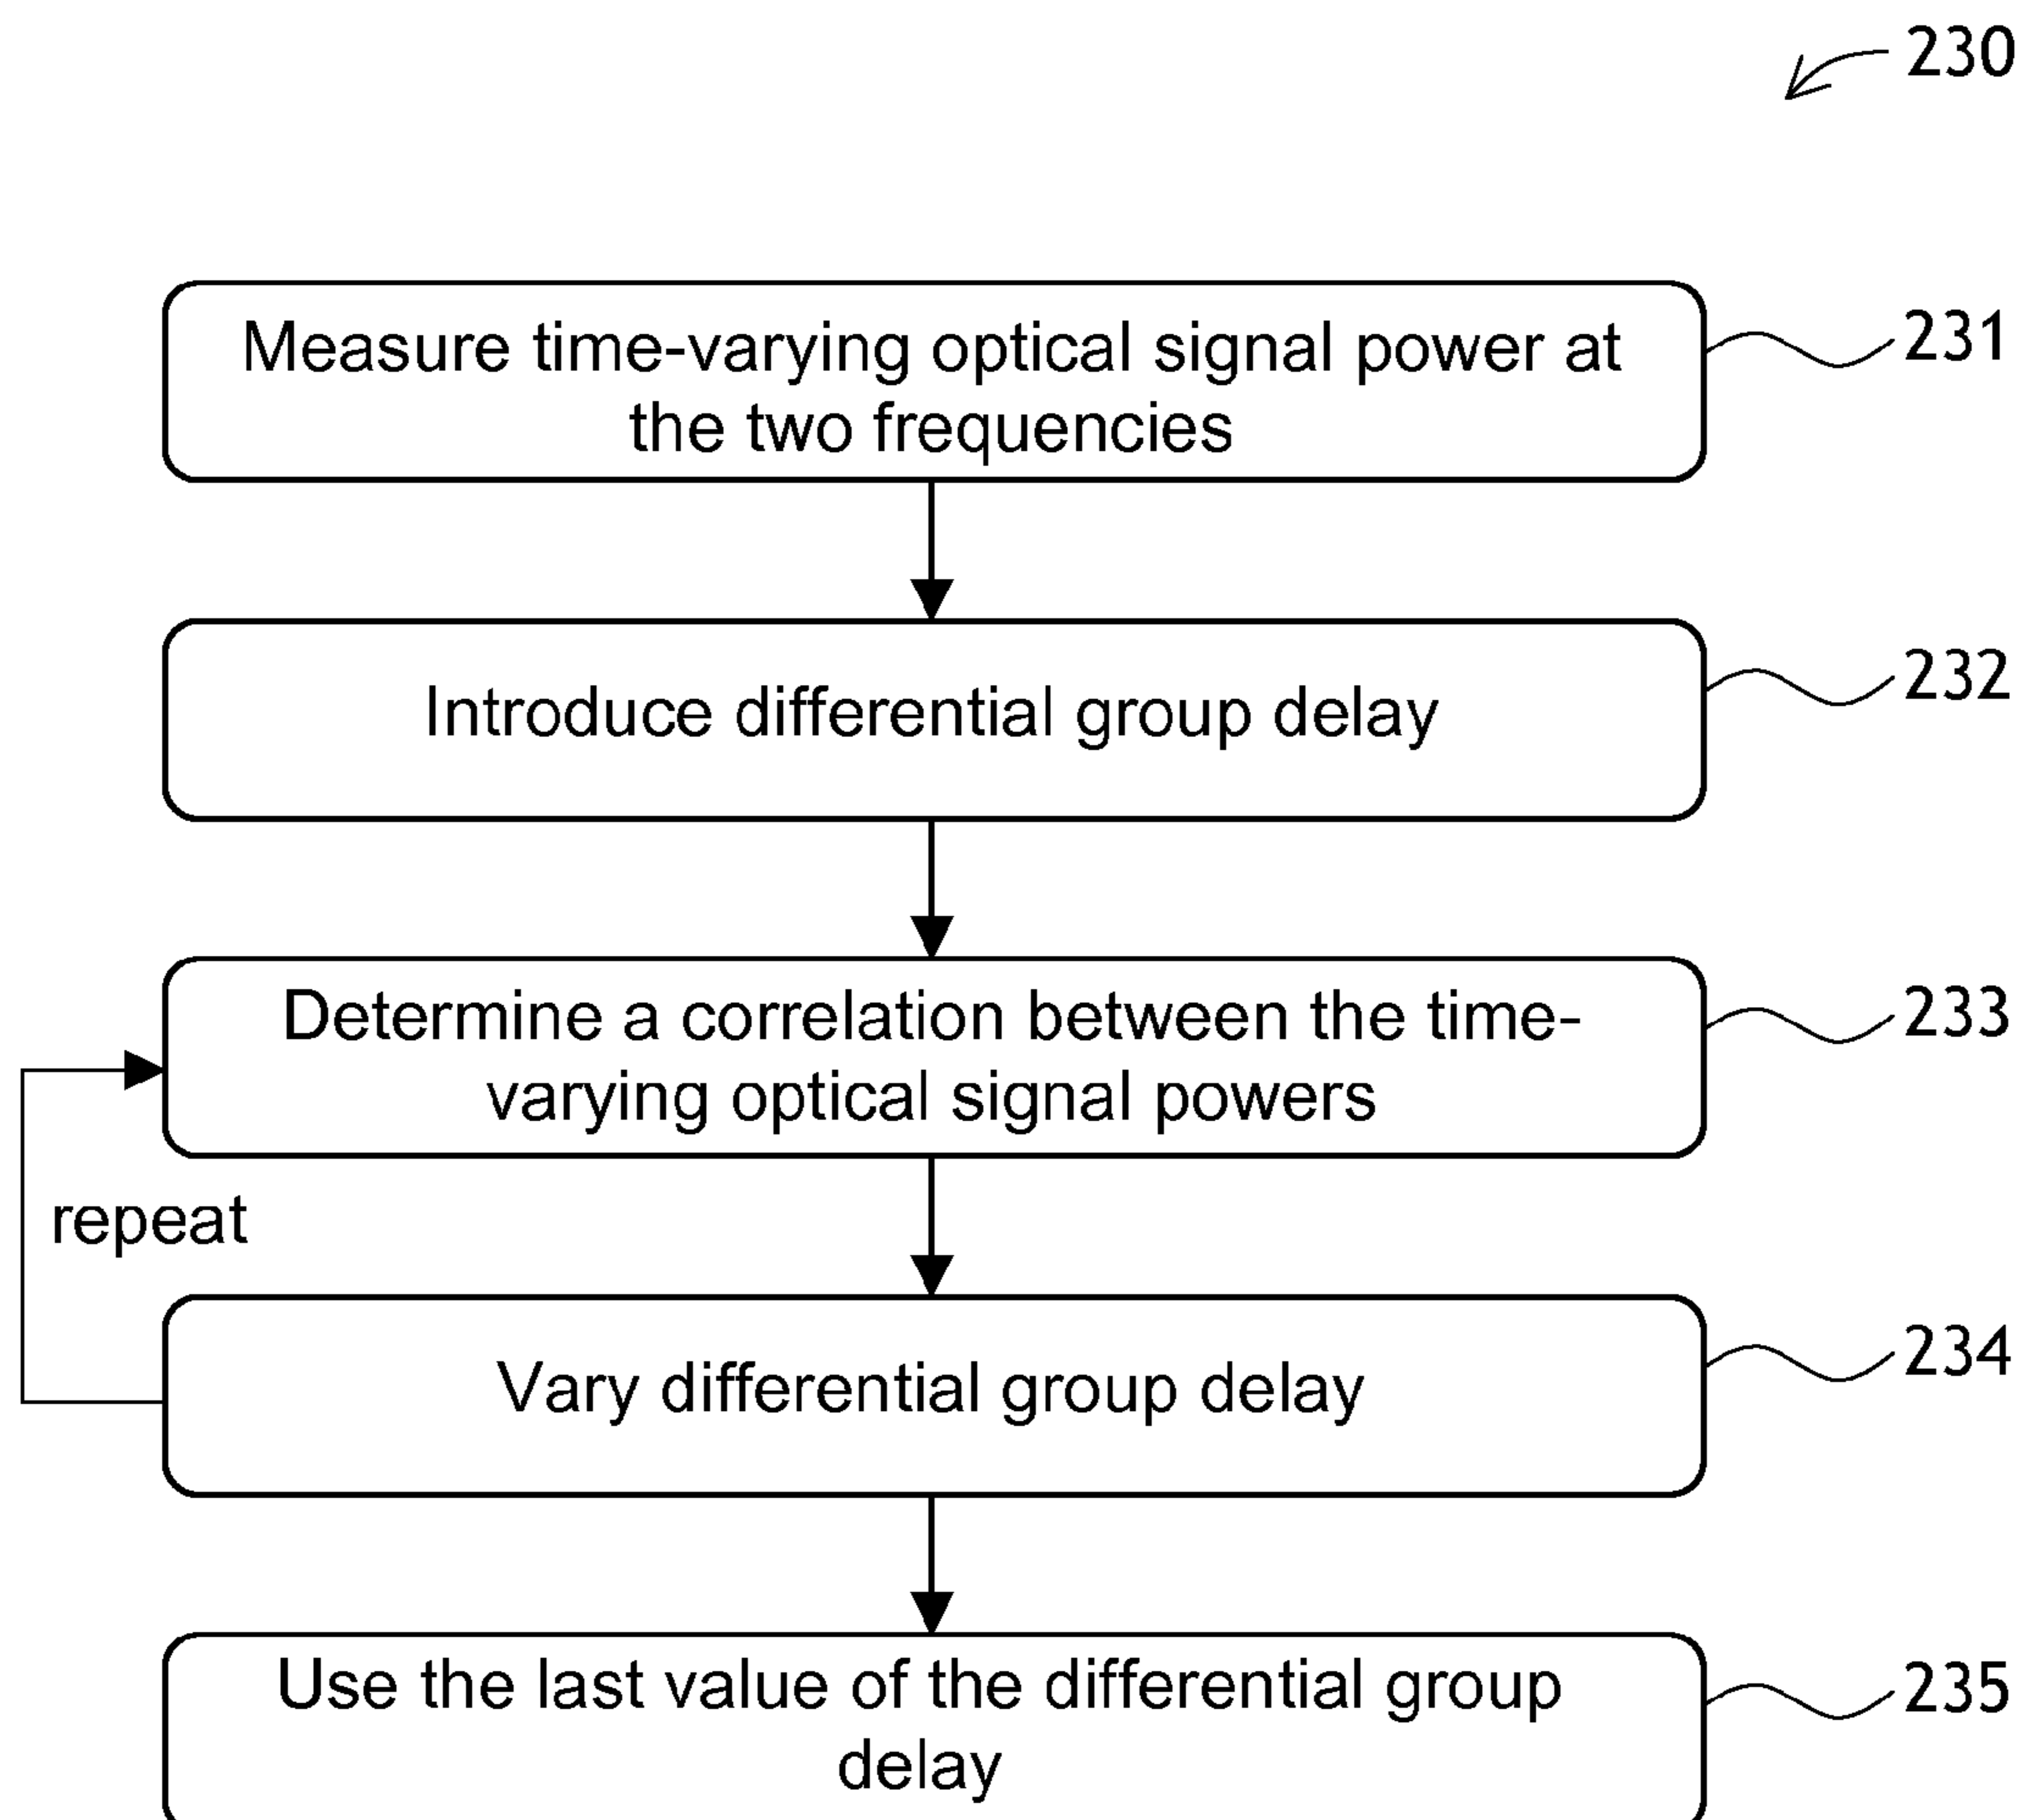 230
Measure time-varying optical signal power at
the two frequencies
231
Introduce differential group delay
232
Determine a correlation between the time-
varying optical signal powers
233
repeat
Vary differential group delay
234
Use the last value of the differential group
delay
235